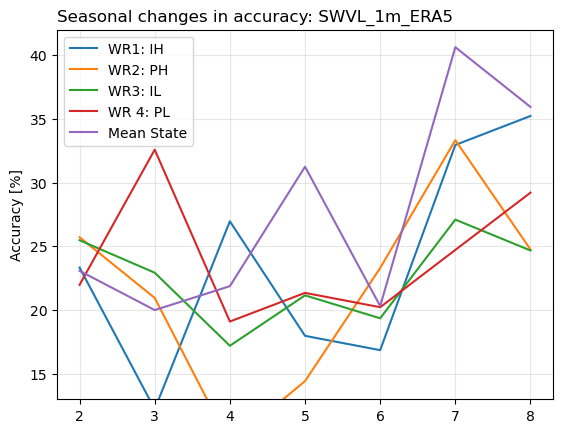 Seasonal changes in accuracy: SWVL_1m_ERA5
40
35
30
25
20
15
Accuracy [%]
WR1: IH
WR2: PH
WR3: IL
WR 4: PL
Mean State
2 3 4 5 6 7 8